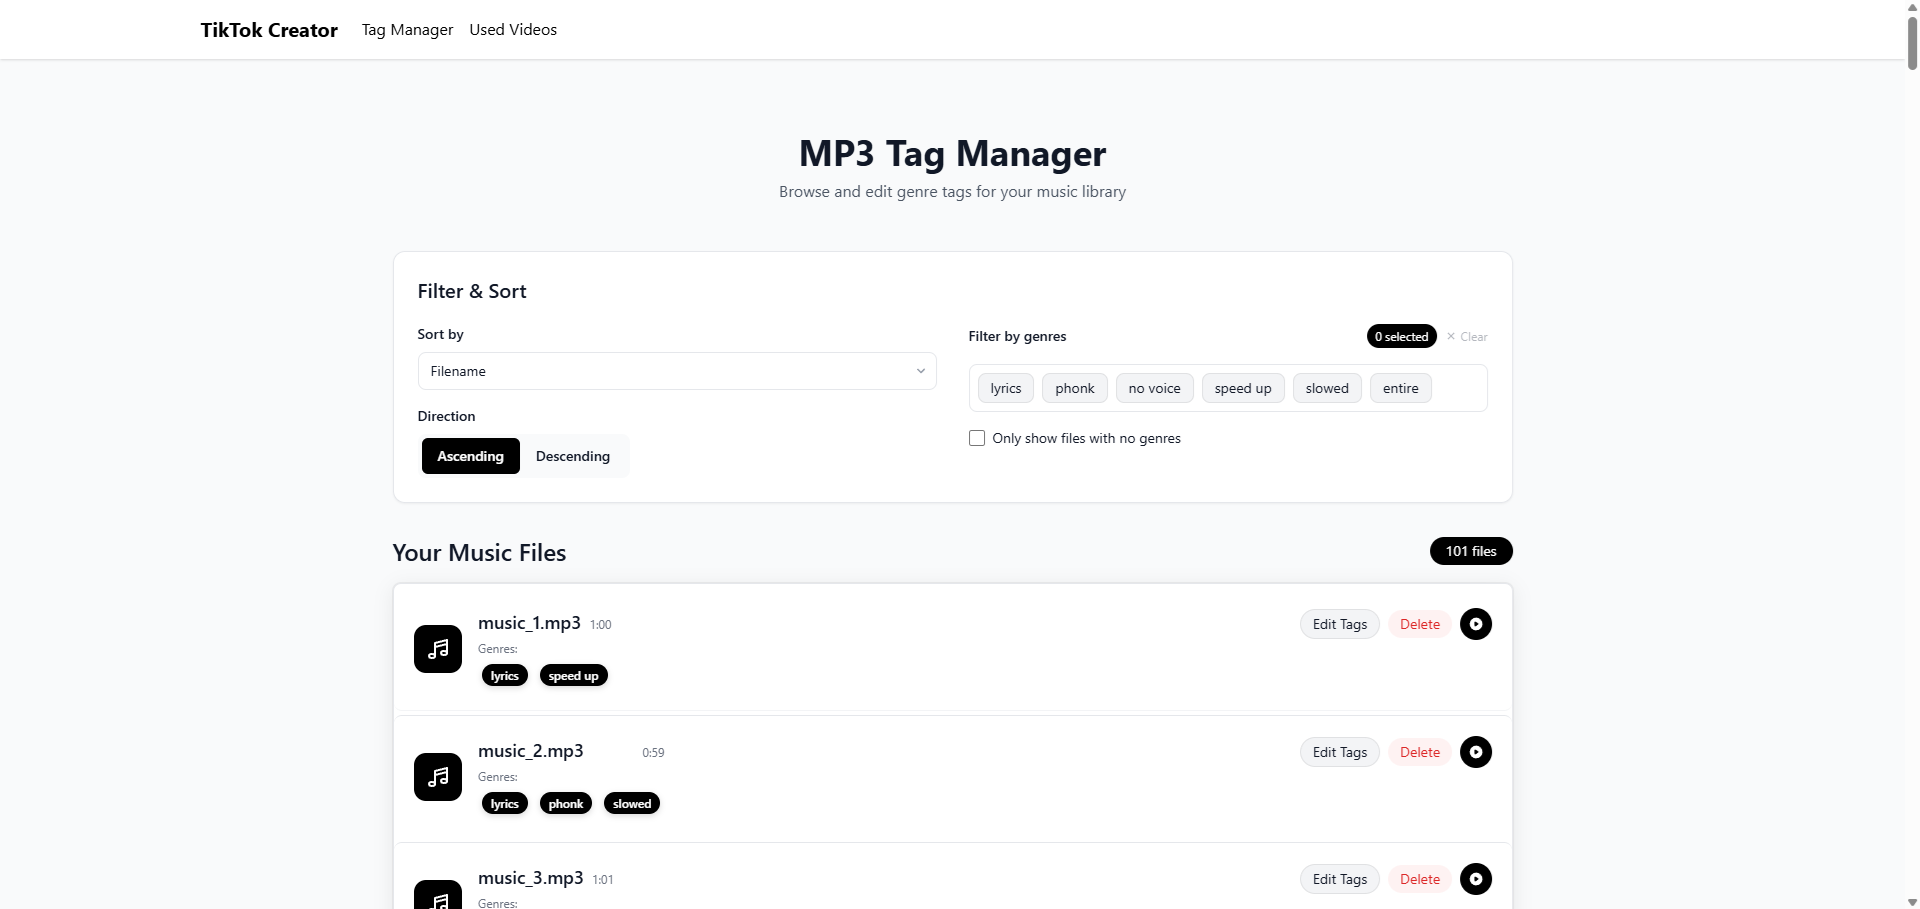 TikTok Creator Tag Manager Used Videos
MP3 Tag Manager
Browse and edit genre tags for your music library
Filter & Sort
Sort by
Filename
Direction
Ascending Descending
Filter by genres 0 selected × Clear
lyrics phonk no voice speed up slowed entire
Only show files with no genres
Your Music Files 101 files
music_1.mp3 1:00 Edit Tags Delete
Genres:
lyrics speed up
music_2.mp3 0:59 Edit Tags Delete
Genres:
lyrics phonk slowed
music_3.mp3 1:01 Edit Tags Delete
Genres: